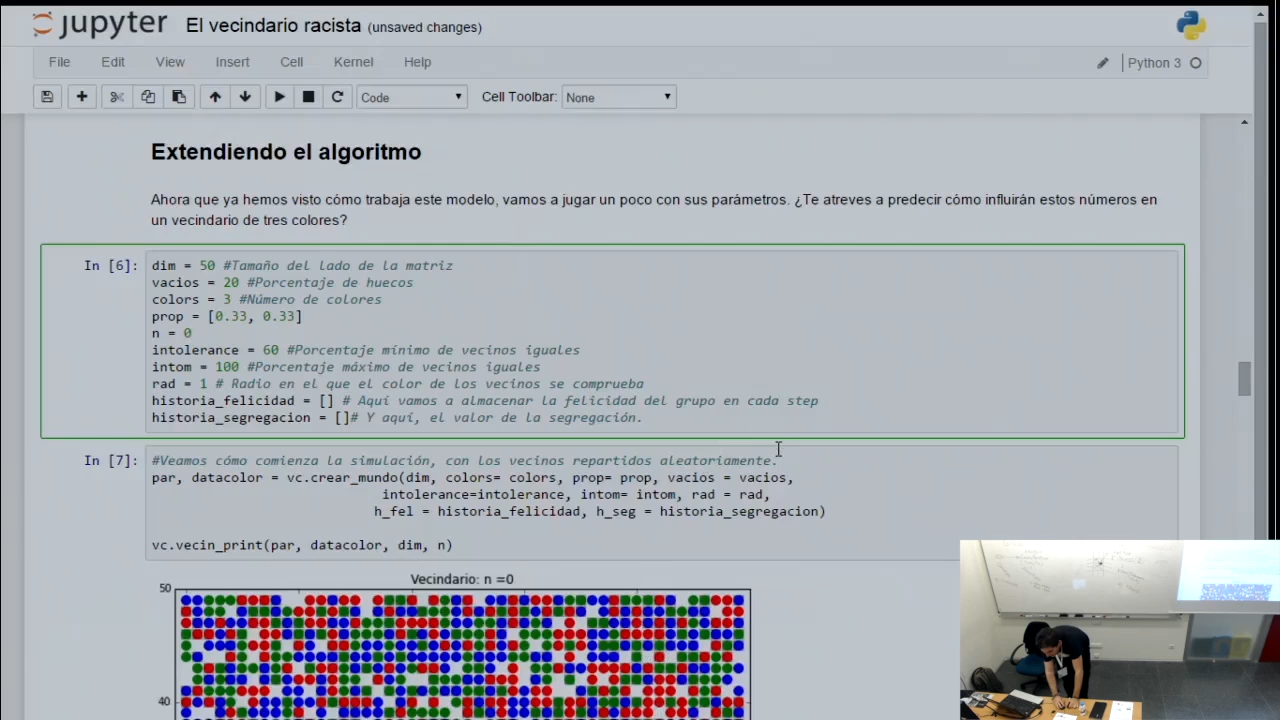 jupyter El vecindario racista (unsaved changes)
File Edit View Insert Cell Kernel Help
Python 3
Code Cell Toolbar: None
Extendiendo el algoritmo
Ahora que ya hemos visto cómo trabaja este modelo, vamos a jugar un poco con sus parámetros. ¿Te atreves a predecir cómo influirán estos números en
un vecindario de tres colores?
In [6]: dim = 50 #Tamaño del lado de la matriz
vacios = 20 #Porcentaje de huecos
colors = 3 #Número de colores
prop = [0.33, 0.33]
n = 0
intolerance = 60 #Porcentaje mínimo de vecinos iguales
intom = 100 #Porcentaje máximo de vecinos iguales
rad = 1 # Radio en el que el color de los vecinos se comprueba
historia_felicidad = [] # Aquí vamos a almacenar la felicidad del grupo en cada step
historia_segregacion = []# Y aquí, el valor de la segregación.
In [7]: #Veamos cómo comienza la simulación, con los vecinos repartidos aleatoriamente.
par, datacolor = vc.crear_mundo(dim, colors= colors, prop= prop, vacios = vacios,
intolerance=intolerance, intom= intom, rad = rad,
h_fel = historia_felicidad, h_seg = historia_segregacion)
vc.vecin_print(par, datacolor, dim, n)
Vecindario: n =0
50
40